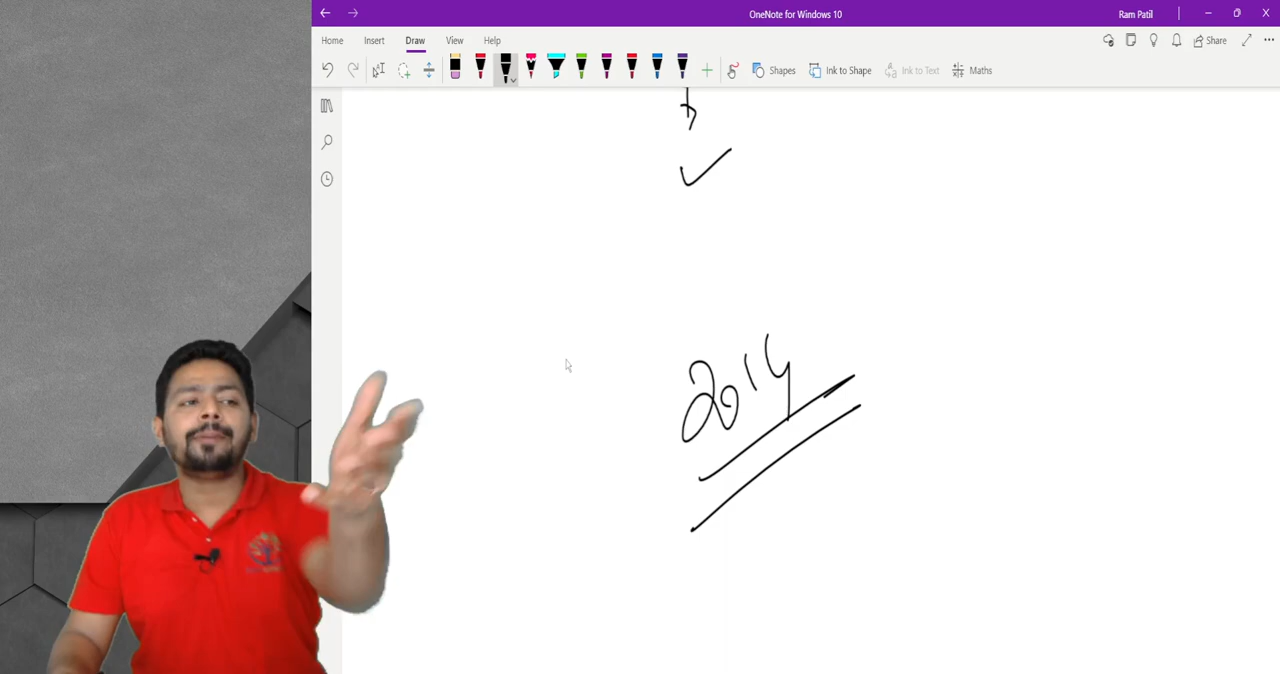 OneNote for Windows 10
Ram Patil
Home Insert Draw View Help
Share
Shapes
Ink to Shape
Ink to Text
Maths
2014